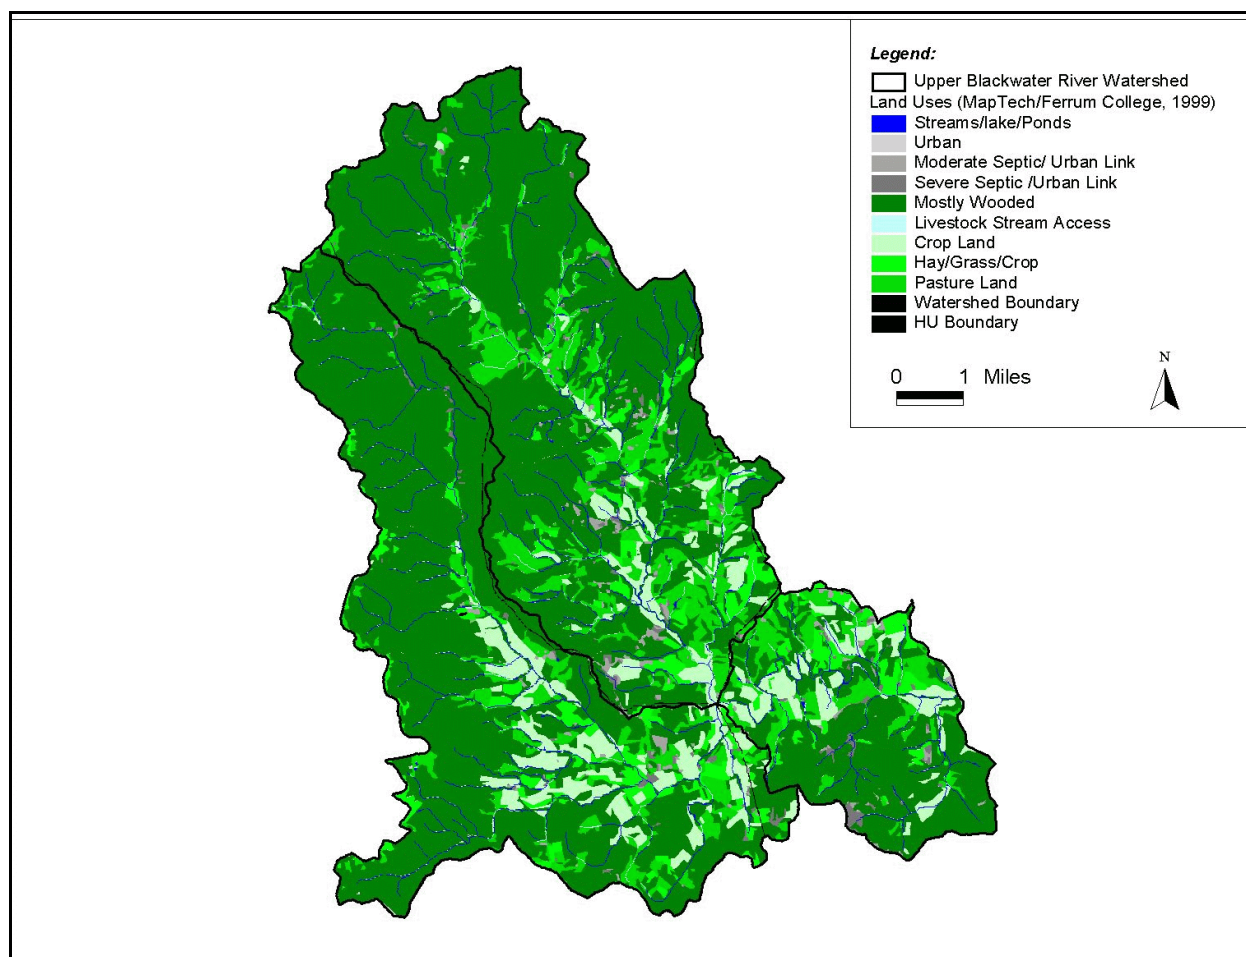 Legend:
Upper Blackwater River Watershed
Land Uses (MapTech/Ferrum College, 1999)
Streams/lake/Ponds
Urban
Moderate Septic/ Urban Link
Severe Septic /Urban Link
Mostly Wooded
Livestock Stream Access
Crop Land
Hay/Grass/Crop
Pasture Land
Watershed Boundary
HU Boundary
0 1 Miles
N